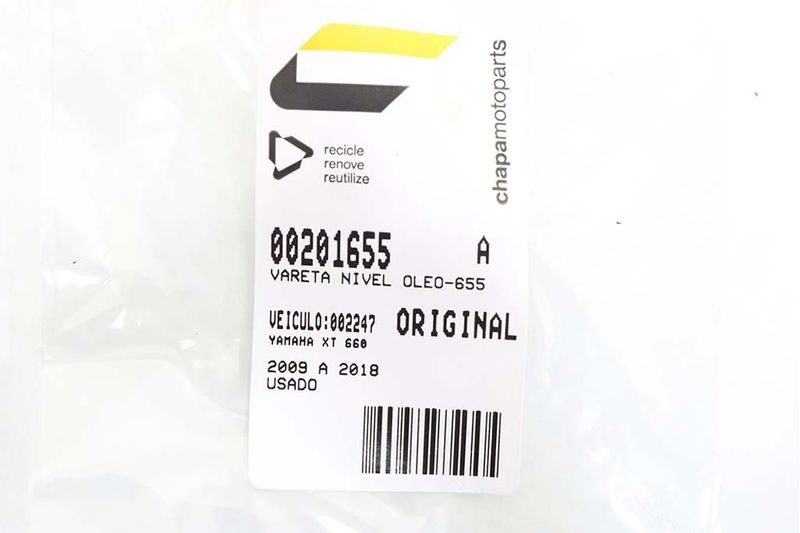 chapamotoparts
recicle
renove
reutilize
00201655 A
VARETA NIVEL OLEO-655
VEICULO:002247 ORIGINAL
YAMAHA XT 660
2009 A 2018
USADO